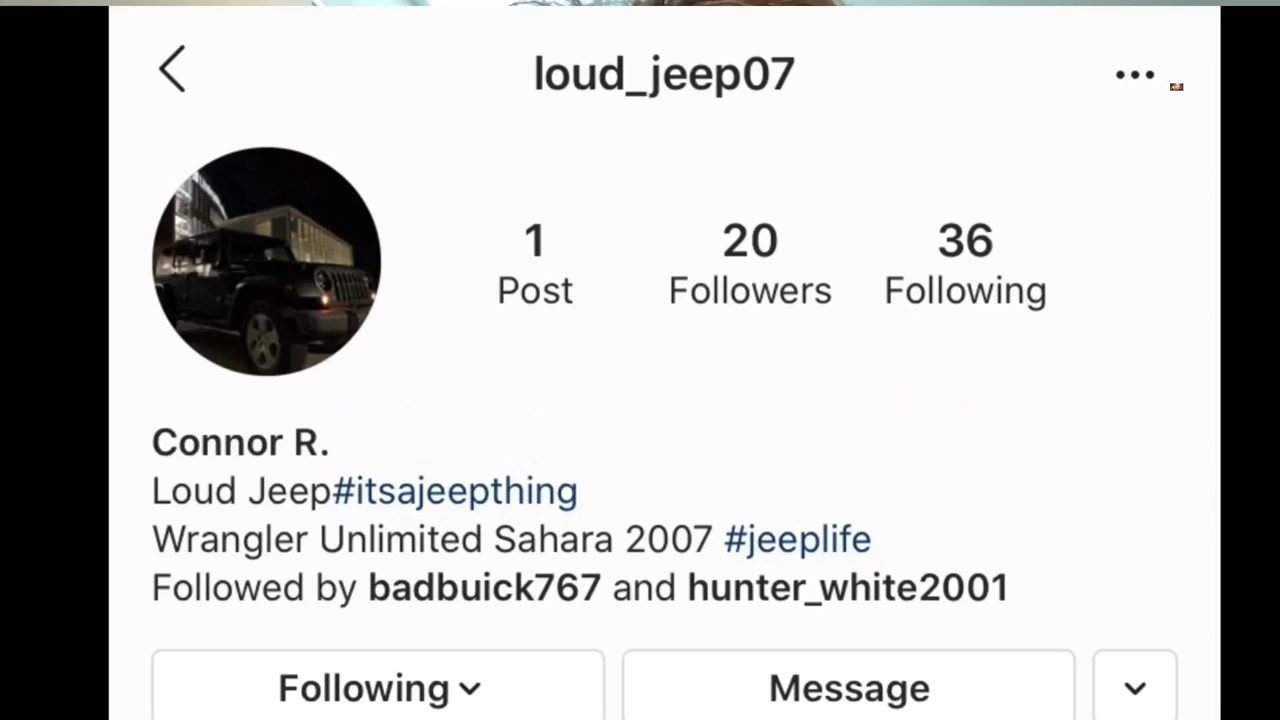 loud_jeep07
1
Post
20
Followers
36
Following
Connor R.
Loud Jeep#itsajeepthing
Wrangler Unlimited Sahara 2007 #jeeplife
Followed by badbuick767 and hunter_white2001
Following
Message